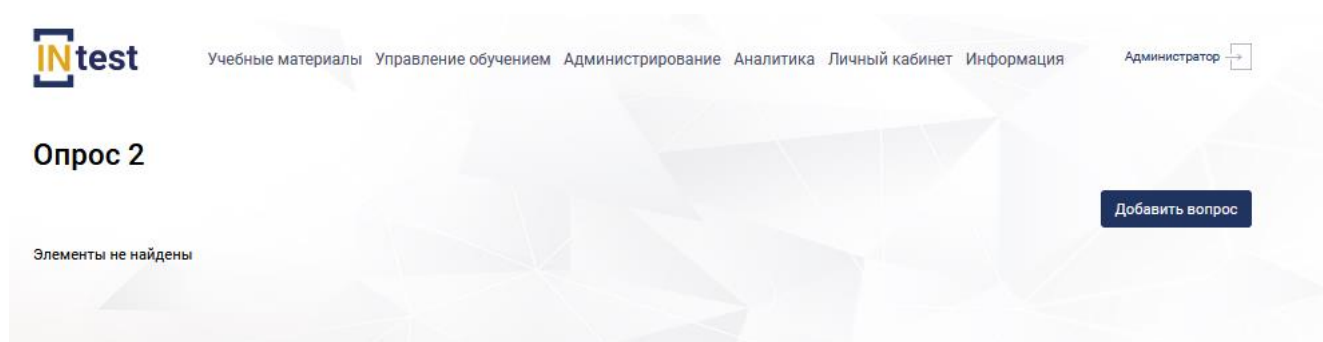 INtest
Учебные материалы Управление обучением Администрирование Аналитика Личный кабинет Информация
Администратор
Опрос 2
Добавить вопрос
Элементы не найдены